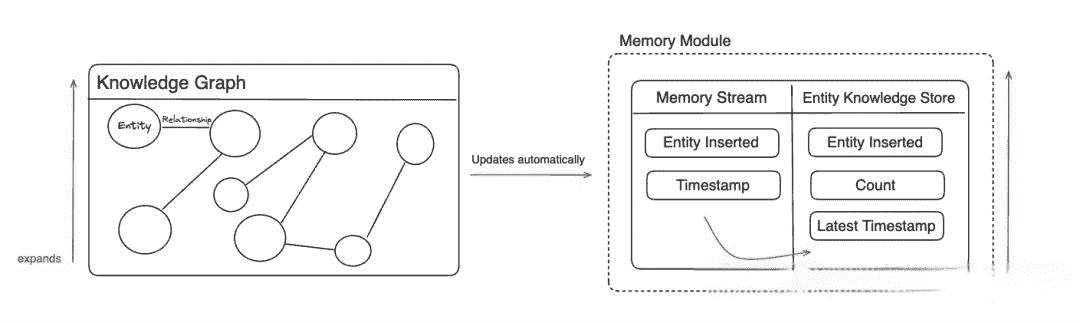 Memory Module
Knowledge Graph
Entity
Relationship
expands
Updates automatically
Memory Stream
Entity Knowledge Store
Entity Inserted
Entity Inserted
Timestamp
Count
Latest Timestamp